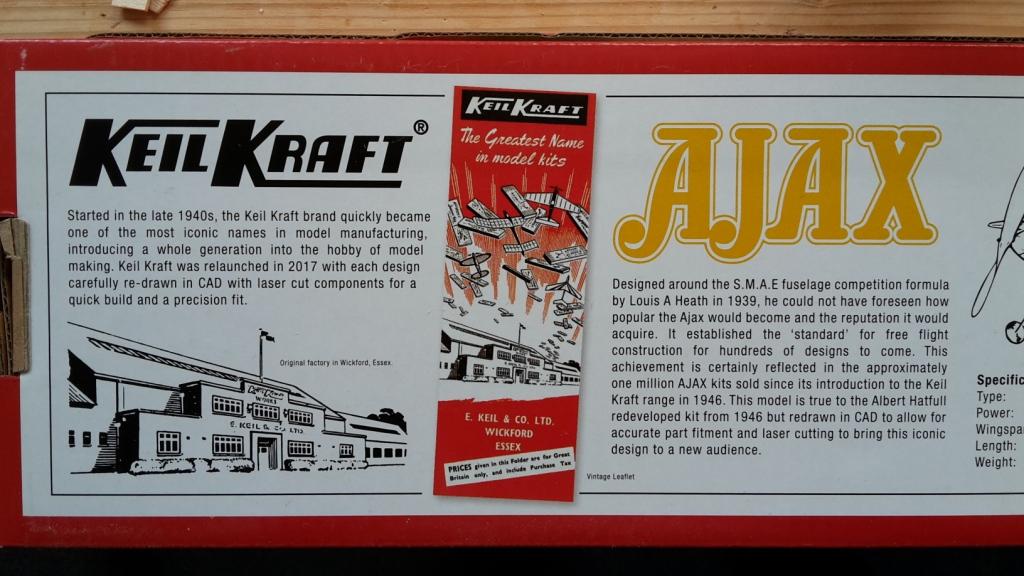 KEILKRAFT®
Started in the late 1940s, the Keil Kraft brand quickly became
one of the most iconic names in model manufacturing,
introducing a whole generation into the hobby of model
making. Keil Kraft was relaunched in 2017 with each design
carefully re-drawn in CAD with laser cut components for a
quick build and a precision fit.
Original factory in Wickford, Essex.
WORKS
E. KEIL & CO. LTD.
KEILKRAFT
The Greatest Name
in model kits
E. KEIL & CO. LTD.
WICKFORD
ESSEX
PRICES given in this Folder are for Great
Britain only, and include Purchase Tax
Vintage Leaflet
AJAX
Designed around the S.M.A.E fuselage competition formula
by Louis A Heath in 1939, he could not have foreseen how
popular the Ajax would become and the reputation it would
acquire. It established the ‘standard’ for free flight
construction for hundreds of designs to come. This
achievement is certainly reflected in the approximately
one million AJAX kits sold since its introduction to the Keil
Kraft range in 1946. This model is true to the Albert Hatfull
redeveloped kit from 1946 but redrawn in CAD to allow for
accurate part fitment and laser cutting to bring this iconic
design to a new audience.
Specific
Type:
Power:
Wingspa
Length:
Weight: